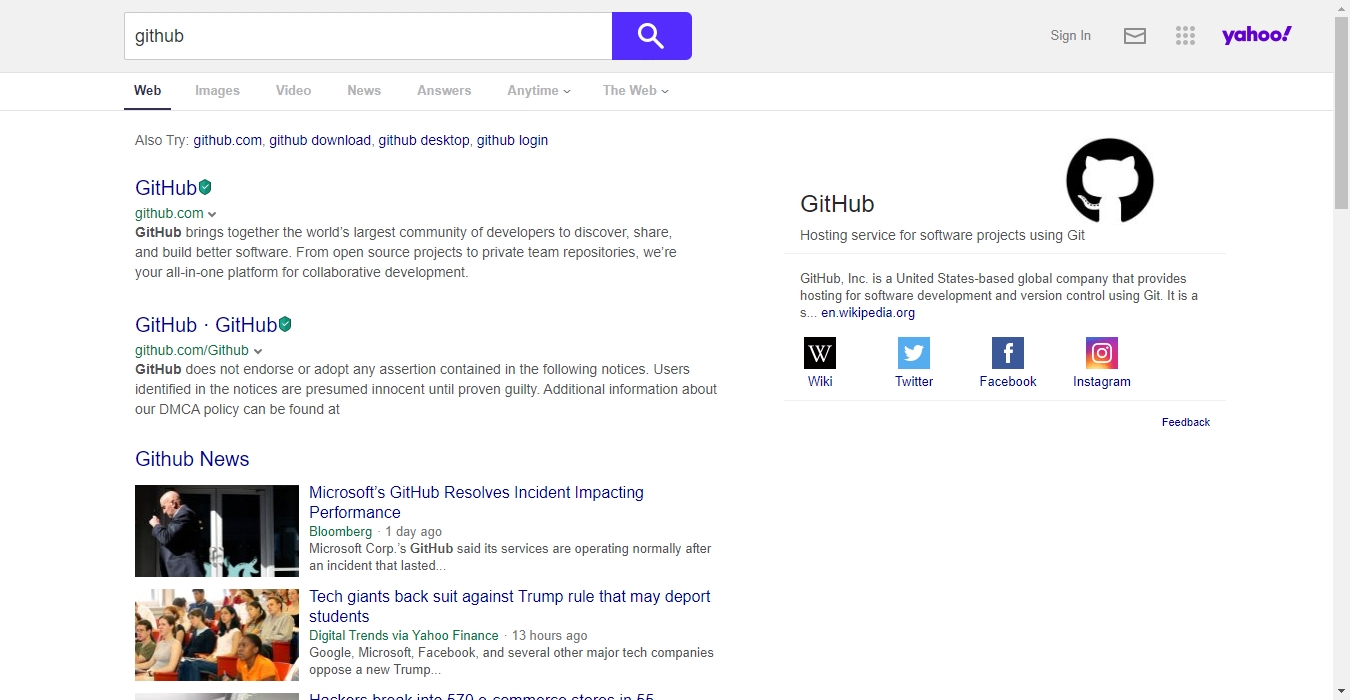 github
Sign In
yahoo!
Web
Images
Video
News
Answers
Anytime
The Web
Also Try: github.com, github download, github desktop, github login
GitHub
github.com
GitHub brings together the world's largest community of developers to discover, share,
and build better software. From open source projects to private team repositories, we're
your all-in-one platform for collaborative development.
GitHub · GitHub
github.com/Github
GitHub does not endorse or adopt any assertion contained in the following notices. Users
identified in the notices are presumed innocent until proven guilty. Additional information about
our DMCA policy can be found at
Github News
Microsoft's GitHub Resolves Incident Impacting
Performance
Bloomberg · 1 day ago
Microsoft Corp.'s GitHub said its services are operating normally after
an incident that lasted...
Tech giants back suit against Trump rule that may deport
students
Digital Trends via Yahoo Finance · 13 hours ago
Google, Microsoft, Facebook, and several other major tech companies
oppose a new Trump...
Hackers break into 570 e-commerce stores in 55
GitHub
Hosting service for software projects using Git
GitHub, Inc. is a United States-based global company that provides
hosting for software development and version control using Git. It is a
s... en.wikipedia.org
W
Wiki
Twitter
f
Facebook
Instagram
Feedback